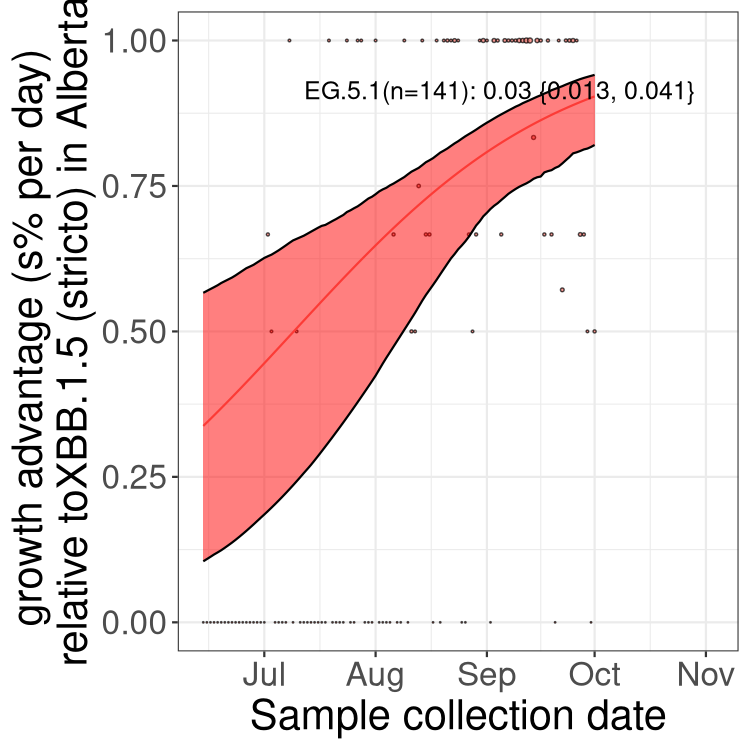 growth advantage (s% per day)
relative toXBB.1.5 (stricto) in Alberta
1.00
EG.5.1(n=141): 0.03 {0.013, 0.041}
0.75
0.50
0.25
0.00
Jul Aug Sep Oct Nov
Sample collection date